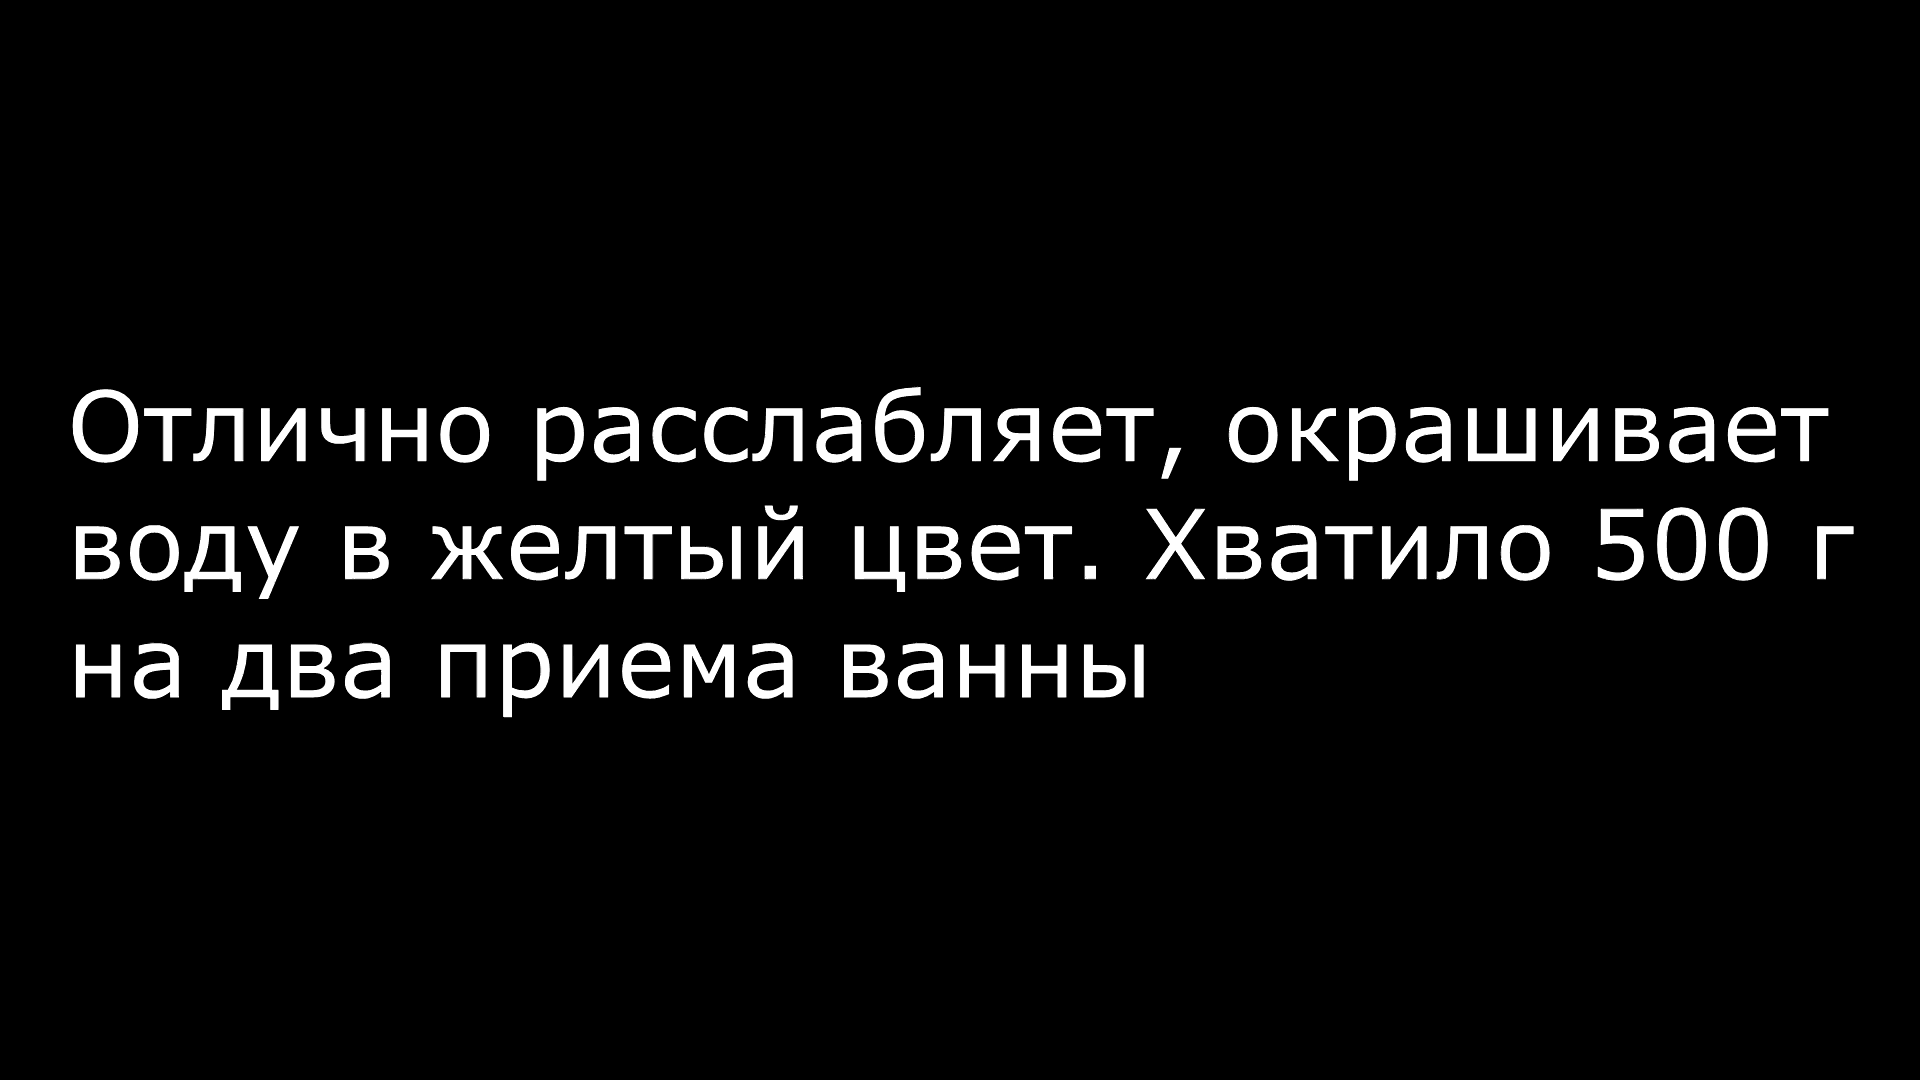 Отлично расслабляет, окрашивает
воду в желтый цвет. Хватило 500 г
на два приема ванны